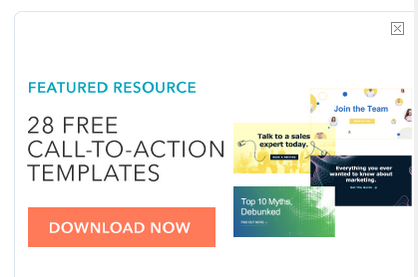 FEATURED RESOURCE
28 FREE
CALL-TO-ACTION
TEMPLATES
DOWNLOAD NOW
Join the Team
Talk to a sales
expert today.
Everything you ever
wanted to know about
marketing.
Top 10 Myths,
Debunked